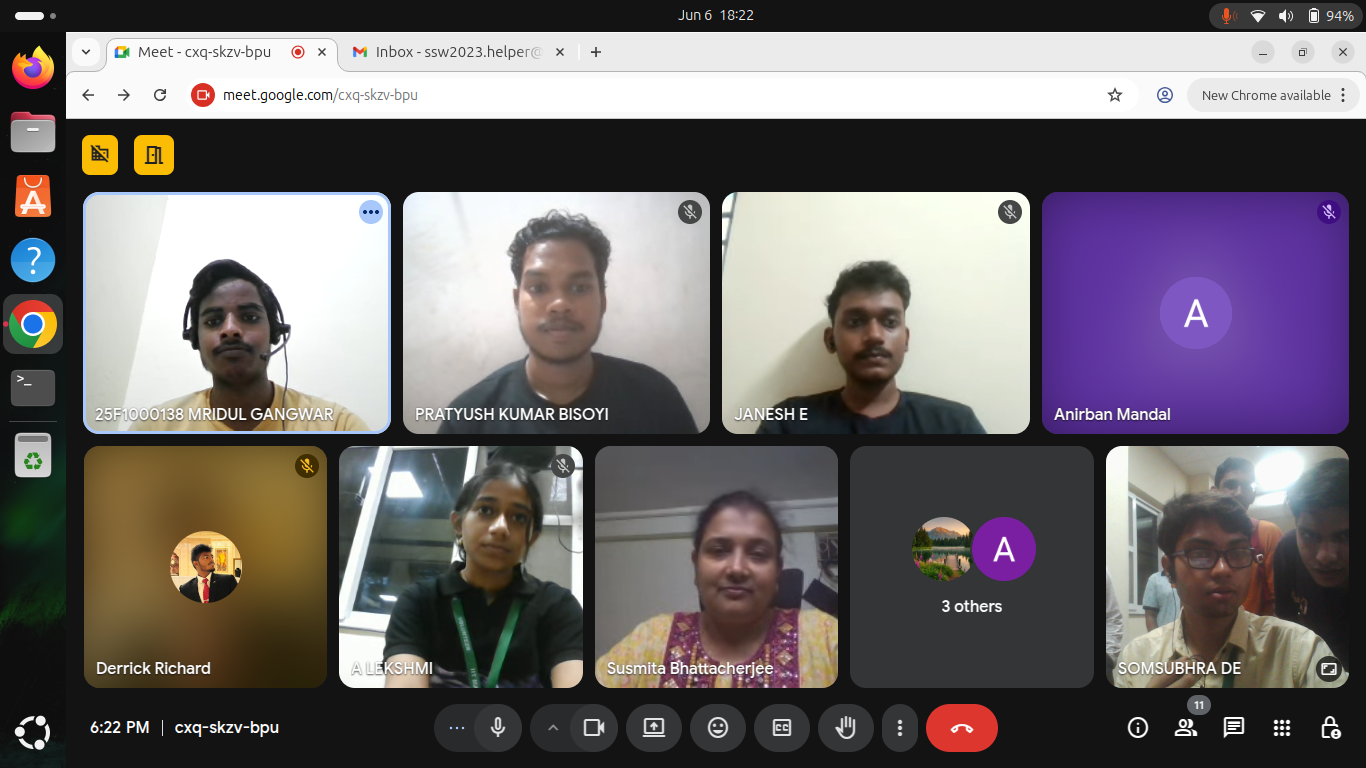 Jun 6 18:22
94%
Meet - cxq-skzv-bpu
Inbox - ssw2023.helper@
meet.google.com/cxq-skzv-bpu
New Chrome available
25F1000138 MRIDUL GANGWAR
PRATYUSH KUMAR BISOYI
JANESH E
A
Anirban Mandal
Derrick Richard
A LEKSHMI
Susmita Bhattacherjee
A
3 others
SOMSUBHRA DE
6:22 PM | cxq-skzv-bpu
11